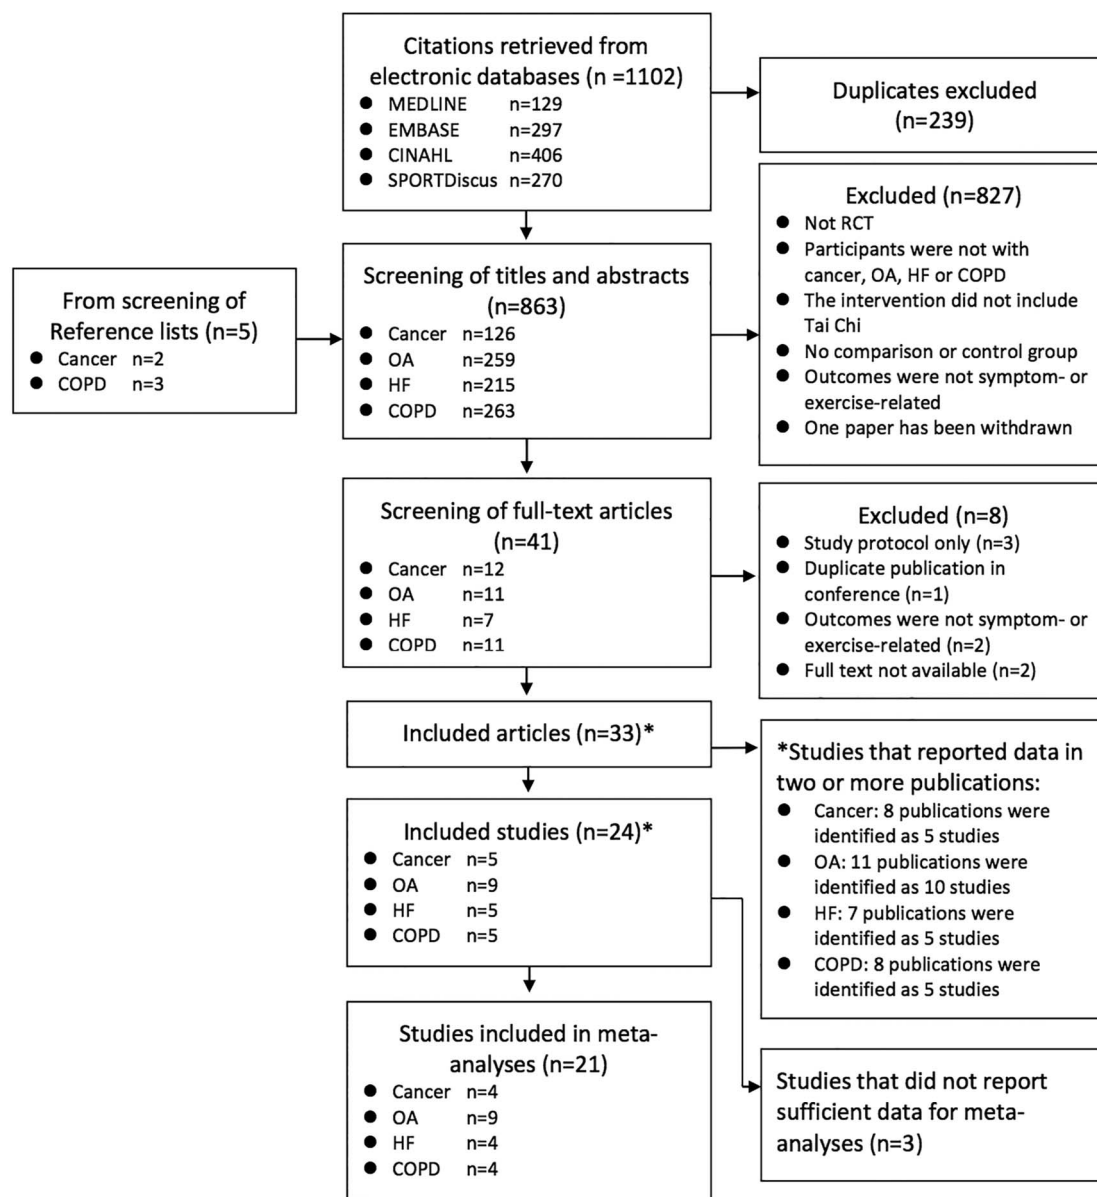 Citations retrieved from
electronic databases (n =1102)
● MEDLINE n=129
● EMBASE n=297
● CINAHL n=406
● SPORTDiscus n=270
Duplicates excluded
(n=239)
From screening of
Reference lists (n=5)
● Cancer n=2
● COPD n=3
Screening of titles and abstracts
(n=863)
● Cancer n=126
● OA n=259
● HF n=215
● COPD n=263
Excluded (n=827)
● Not RCT
● Participants were not with
cancer, OA, HF or COPD
● The intervention did not include
Tai Chi
● No comparison or control group
● Outcomes were not symptom- or
exercise-related
● One paper has been withdrawn
Screening of full-text articles
(n=41)
● Cancer n=12
● OA n=11
● HF n=7
● COPD n=11
Excluded (n=8)
● Study protocol only (n=3)
● Duplicate publication in
conference (n=1)
● Outcomes were not symptom- or
exercise-related (n=2)
● Full text not available (n=2)
Included articles (n=33)*
*Studies that reported data in
two or more publications:
● Cancer: 8 publications were
identified as 5 studies
● OA: 11 publications were
identified as 10 studies
● HF: 7 publications were
identified as 5 studies
● COPD: 8 publications were
identified as 5 studies
Included studies (n=24)*
● Cancer n=5
● OA n=9
● HF n=5
● COPD n=5
Studies included in meta-
analyses (n=21)
● Cancer n=4
● OA n=9
● HF n=4
● COPD n=4
Studies that did not report
sufficient data for meta-
analyses (n=3)